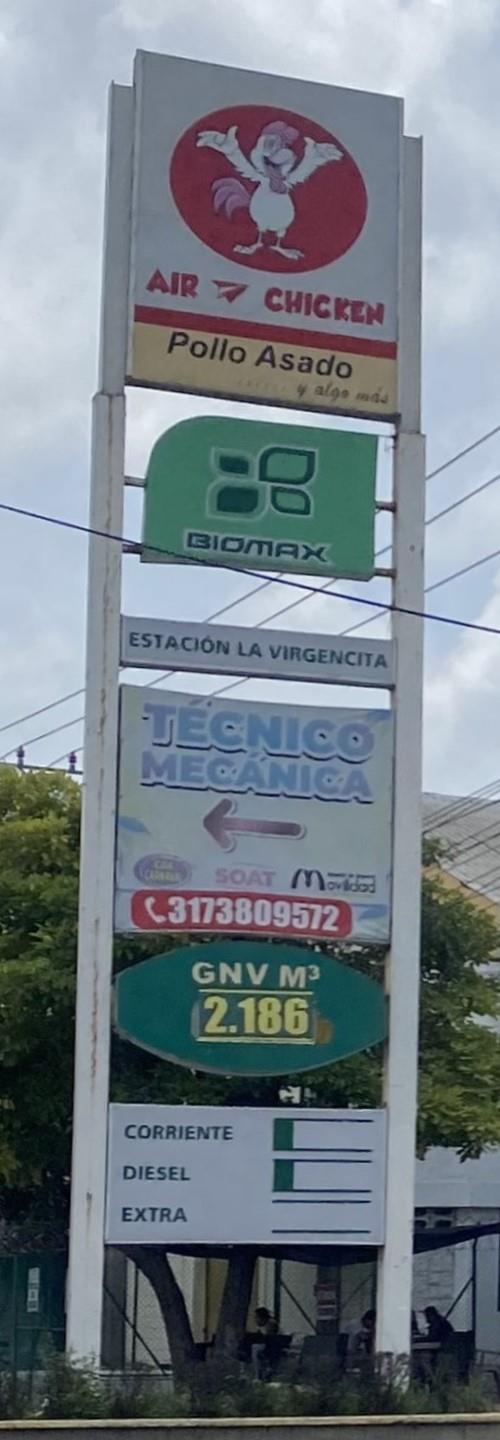 AIR CHICKEN
Pollo Asado
y algo más
BIOMAX
ESTACIÓN LA VIRGENCITA
TÉCNICO
MECÁNICA
SOAT
Movilidad
3173809572
GNV M³
2.186
CORRIENTE
DIESEL
EXTRA